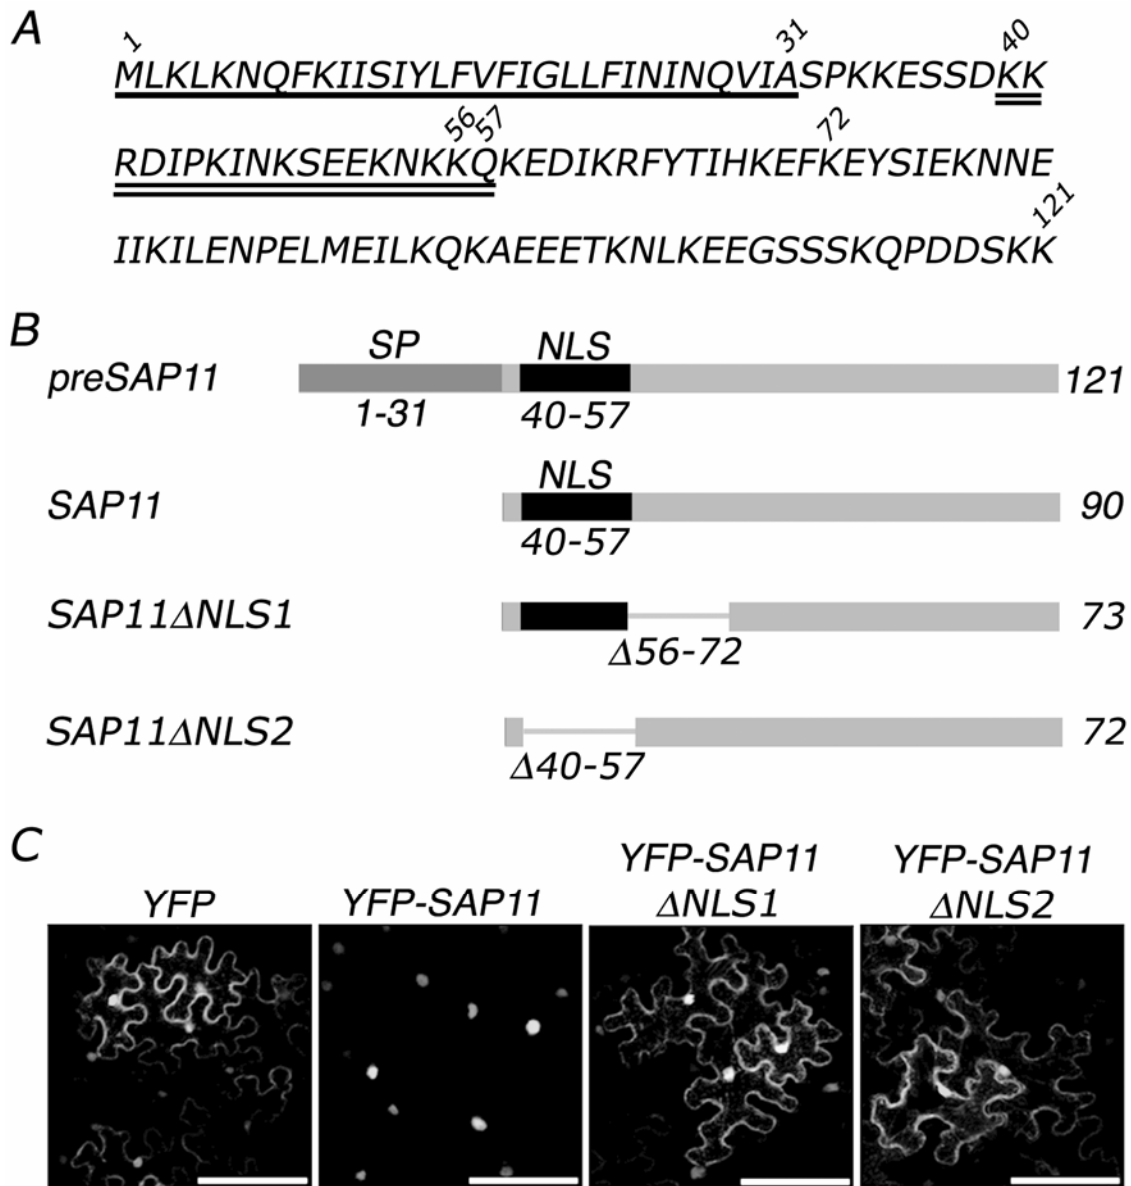 A
1 31 40
MLKLKNQFKIISIYLFVFIGLLFININQVIASPKKESSDKK
56 57 72
RDIPKINKSEEKNKKQKEDIKRFYTIHKEFKEYSIEKNNE
121
IIKILENPELMEILKQKAEEETKNLKEEGSSSKQPDDSKK
B
SP NLS
preSAP11 121
1-31 40-57
NLS
SAP11 90
40-57
SAP11ΔNLS1 73
Δ56-72
SAP11ΔNLS2 72
Δ40-57
C
YFP YFP-SAP11 YFP-SAP11 ΔNLS1 YFP-SAP11 ΔNLS2